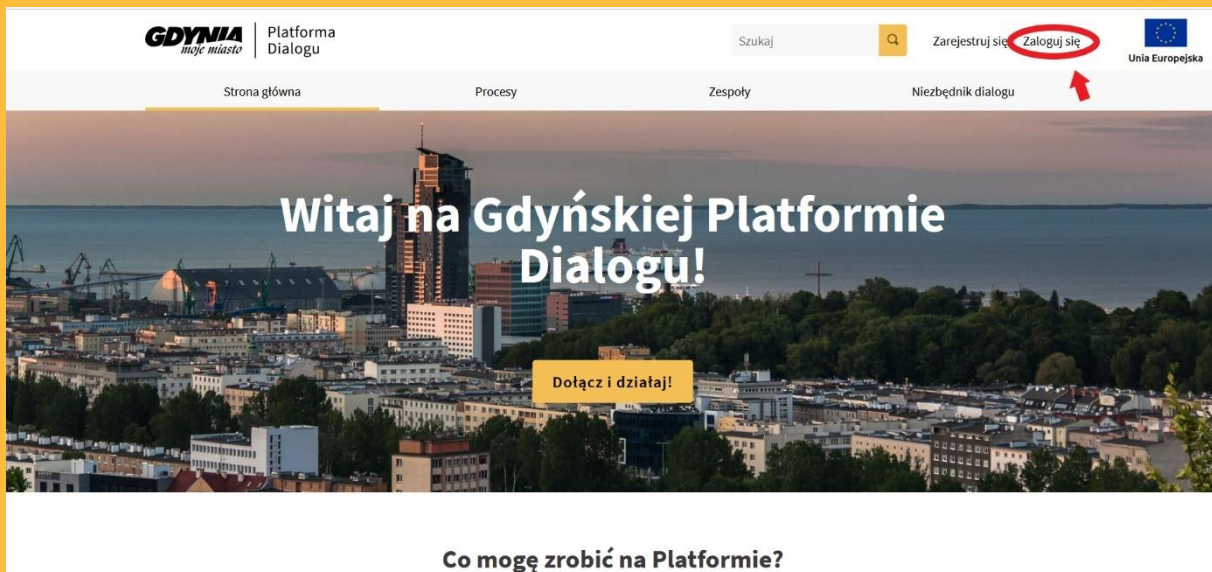 GDYNIA
moje miasto
Platforma
Dialogu
Szukaj
Zarejestruj się
Zaloguj się
Unia Europejska
Strona główna
Procesy
Zespoły
Niezbędnik dialogu
Witaj na Gdyńskiej Platformie
Dialogu!
Dołącz i działaj!
Co mogę zrobić na Platformie?